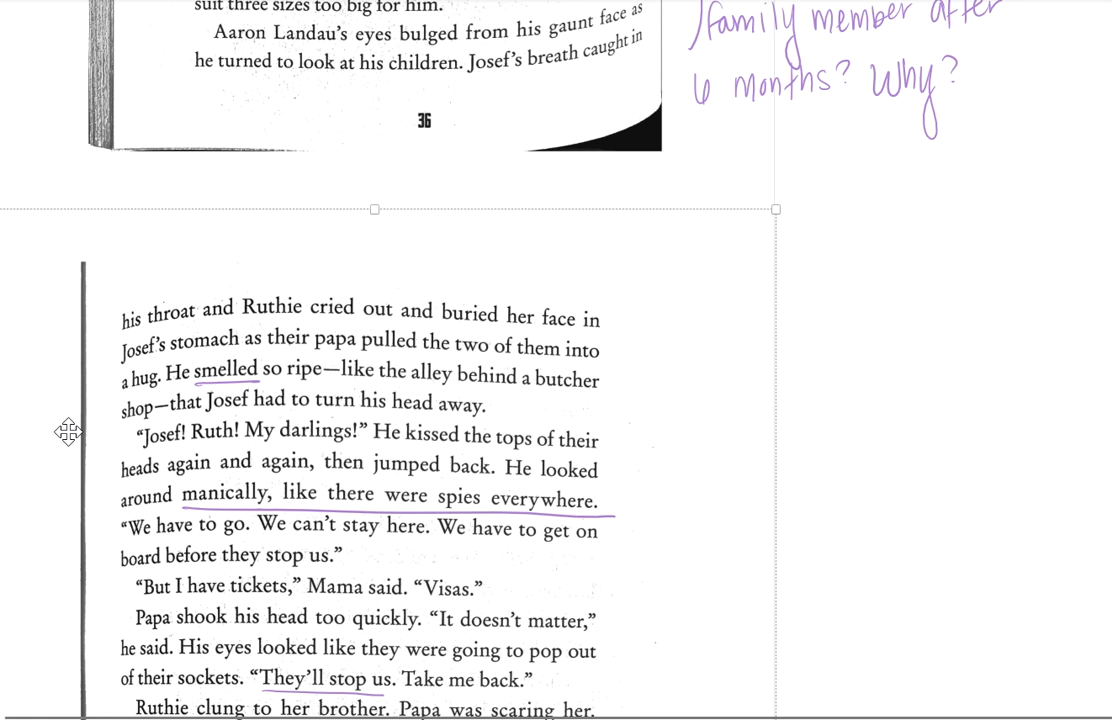 suit three sizes too big for him.
Aaron Landau's eyes bulged from his gaunt face as
he turned to look at his children. Josef's breath caught in
36
family member after
6 months? Why?
his throat and Ruthie cried out and buried her face in
Josef's stomach as their papa pulled the two of them into
a hug. He smelled so ripe—like the alley behind a butcher
shop—that Josef had to turn his head away.
“Josef! Ruth! My darlings!” He kissed the tops of their
heads again and again, then jumped back. He looked
around manically, like there were spies everywhere.
“We have to go. We can't stay here. We have to get on
board before they stop us.”
“But I have tickets,” Mama said. “Visas.”
Papa shook his head too quickly. “It doesn't matter,”
he said. His eyes looked like they were going to pop out
of their sockets. “They'll stop us. Take me back.”
Ruthie clung to her brother. Papa was scaring her.